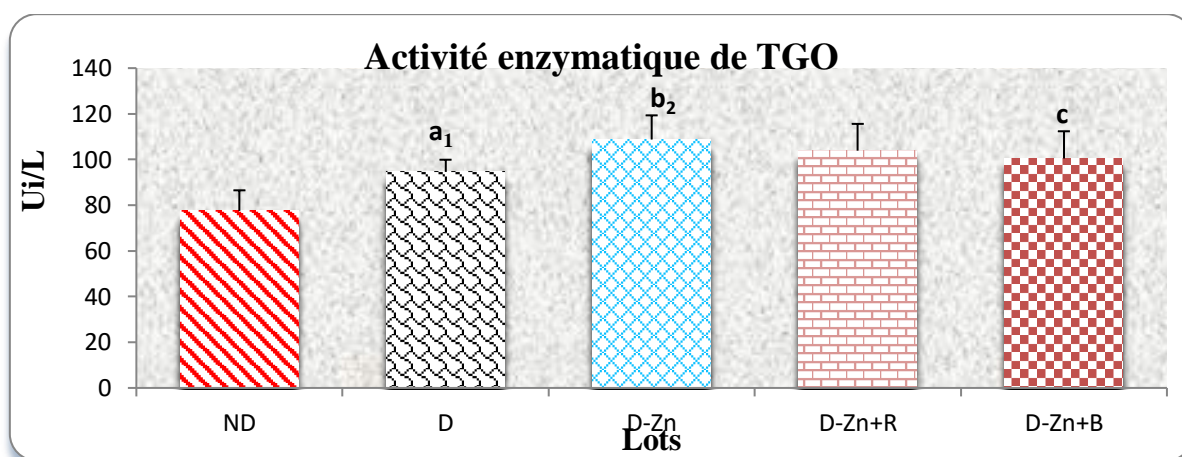 Activité enzymatique de TGO
140
120
100
80
60
40
20
0
Ui/L
a₁
b₂
c
ND D D-Zn D-Zn+R D-Zn+B
Lots